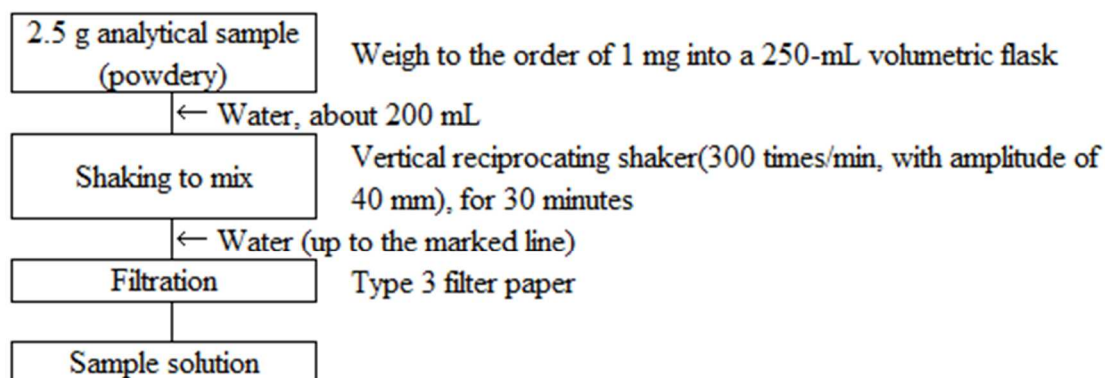 2.5 g analytical sample
(powdery)
Weigh to the order of 1 mg into a 250-mL volumetric flask
← Water, about 200 mL
Shaking to mix
Vertical reciprocating shaker(300 times/min, with amplitude of
40 mm), for 30 minutes
← Water (up to the marked line)
Filtration
Type 3 filter paper
Sample solution